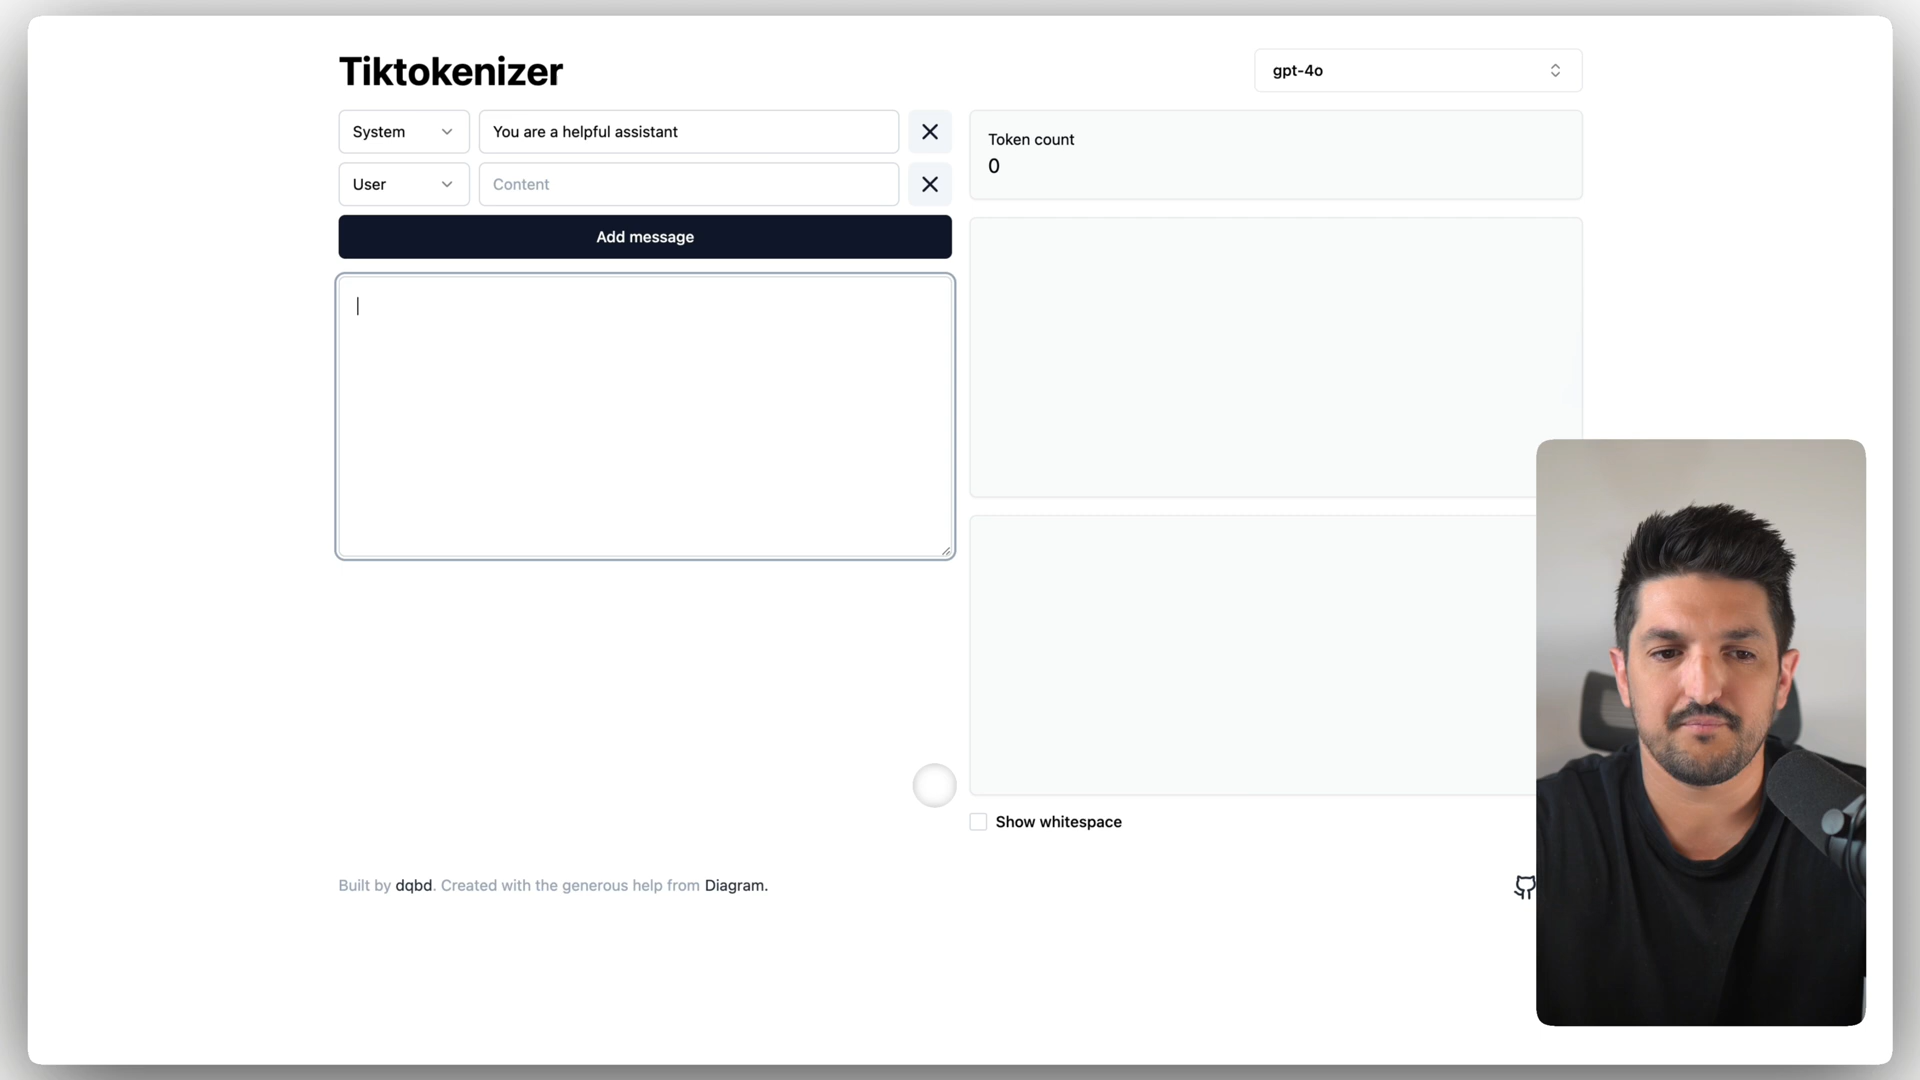 Tiktokenizer
gpt-4o
System
You are a helpful assistant
User
Content
Add message
Token count
0
Show whitespace
Built by dqbd. Created with the generous help from Diagram.